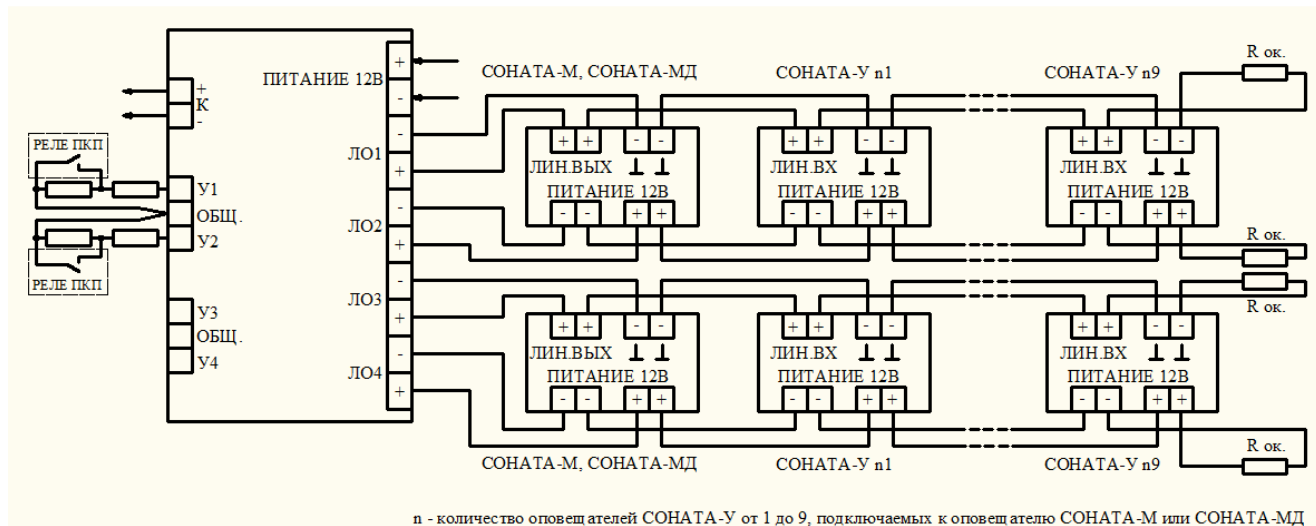 ПИТАНИЕ 12В
+
-
+
К
-
РЕЛЕ ПКП
У1
ОБЩ.
У2
РЕЛЕ ПКП
У3
ОБЩ.
У4
-
ЛО1
+
-
ЛО2
+
-
ЛО3
+
-
ЛО4
+
СОНАТА-М, СОНАТА-МД
+ + - -
ЛИН.ВЫХ
ПИТАНИЕ 12В
- - + +
СОНАТА-У n1
+ + - -
ЛИН.ВХ
ПИТАНИЕ 12В
- - + +
СОНАТА-У n9
+ + - -
ЛИН.ВХ
ПИТАНИЕ 12В
- - + +
R ок.
R ок.
R ок.
+ + - -
ЛИН.ВЫХ
ПИТАНИЕ 12В
- - + +
СОНАТА-М, СОНАТА-МД
+ + - -
ЛИН.ВХ
ПИТАНИЕ 12В
- - + +
СОНАТА-У n1
+ + - -
ЛИН.ВХ
ПИТАНИЕ 12В
- - + +
СОНАТА-У n9
R ок.
n - количество оповещателей СОНАТА-У от 1 до 9, подключаемых к оповещателю СОНАТА-М или СОНАТА-МД